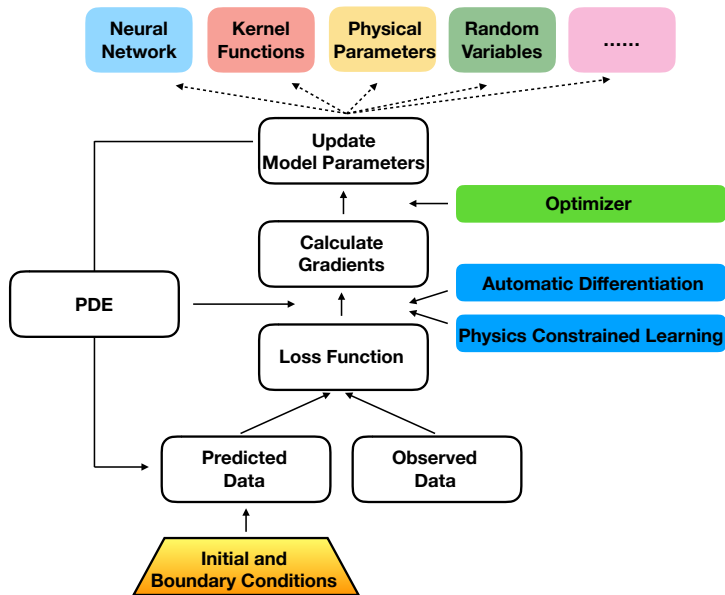 Neural
Network
Kernel
Functions
Physical
Parameters
Random
Variables
......
Update
Model Parameters
Optimizer
Calculate
Gradients
Automatic Differentiation
PDE
Physics Constrained Learning
Loss Function
Predicted
Data
Observed
Data
Initial and
Boundary Conditions